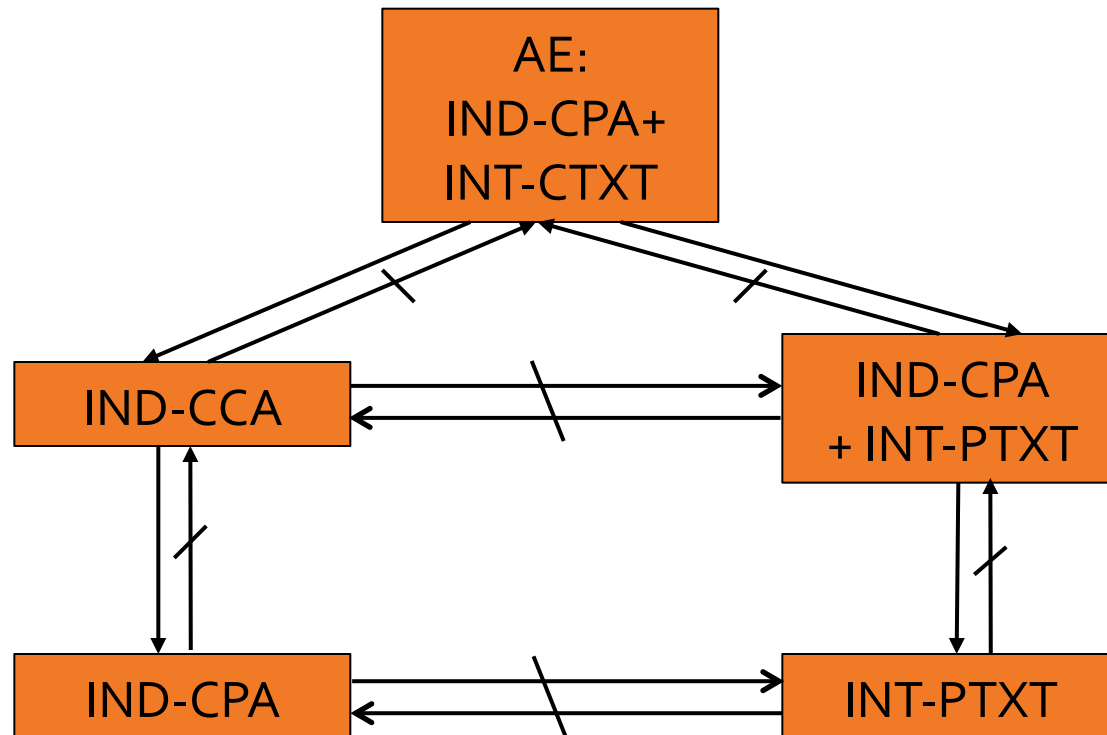 AE:
IND-CPA+
INT-CTXT
IND-CCA
IND-CPA
+ INT-PTXT
IND-CPA
INT-PTXT